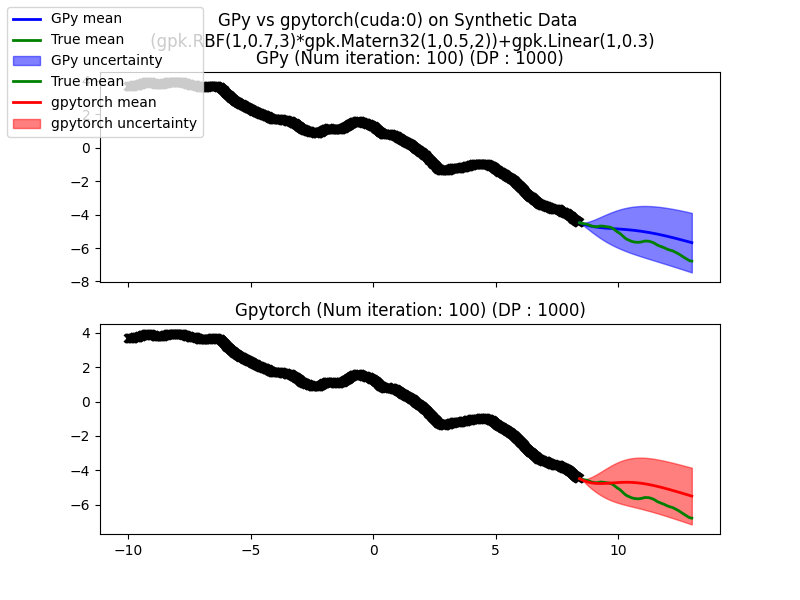 GPy vs gpytorch(cuda:0) on Synthetic Data
(gpk.RBF(1,0.7,3)*gpk.Matern32(1,0.5,2))+gpk.Linear(1,0.3)
GPy mean
True mean
GPy uncertainty
True mean
gpytorch mean
gpytorch uncertainty
GPy (Num iteration: 100) (DP : 1000)
4
2
0
−2
−4
−6
−8
Gpytorch (Num iteration: 100) (DP : 1000)
4
2
0
−2
−4
−6
−10
−5
0
5
10